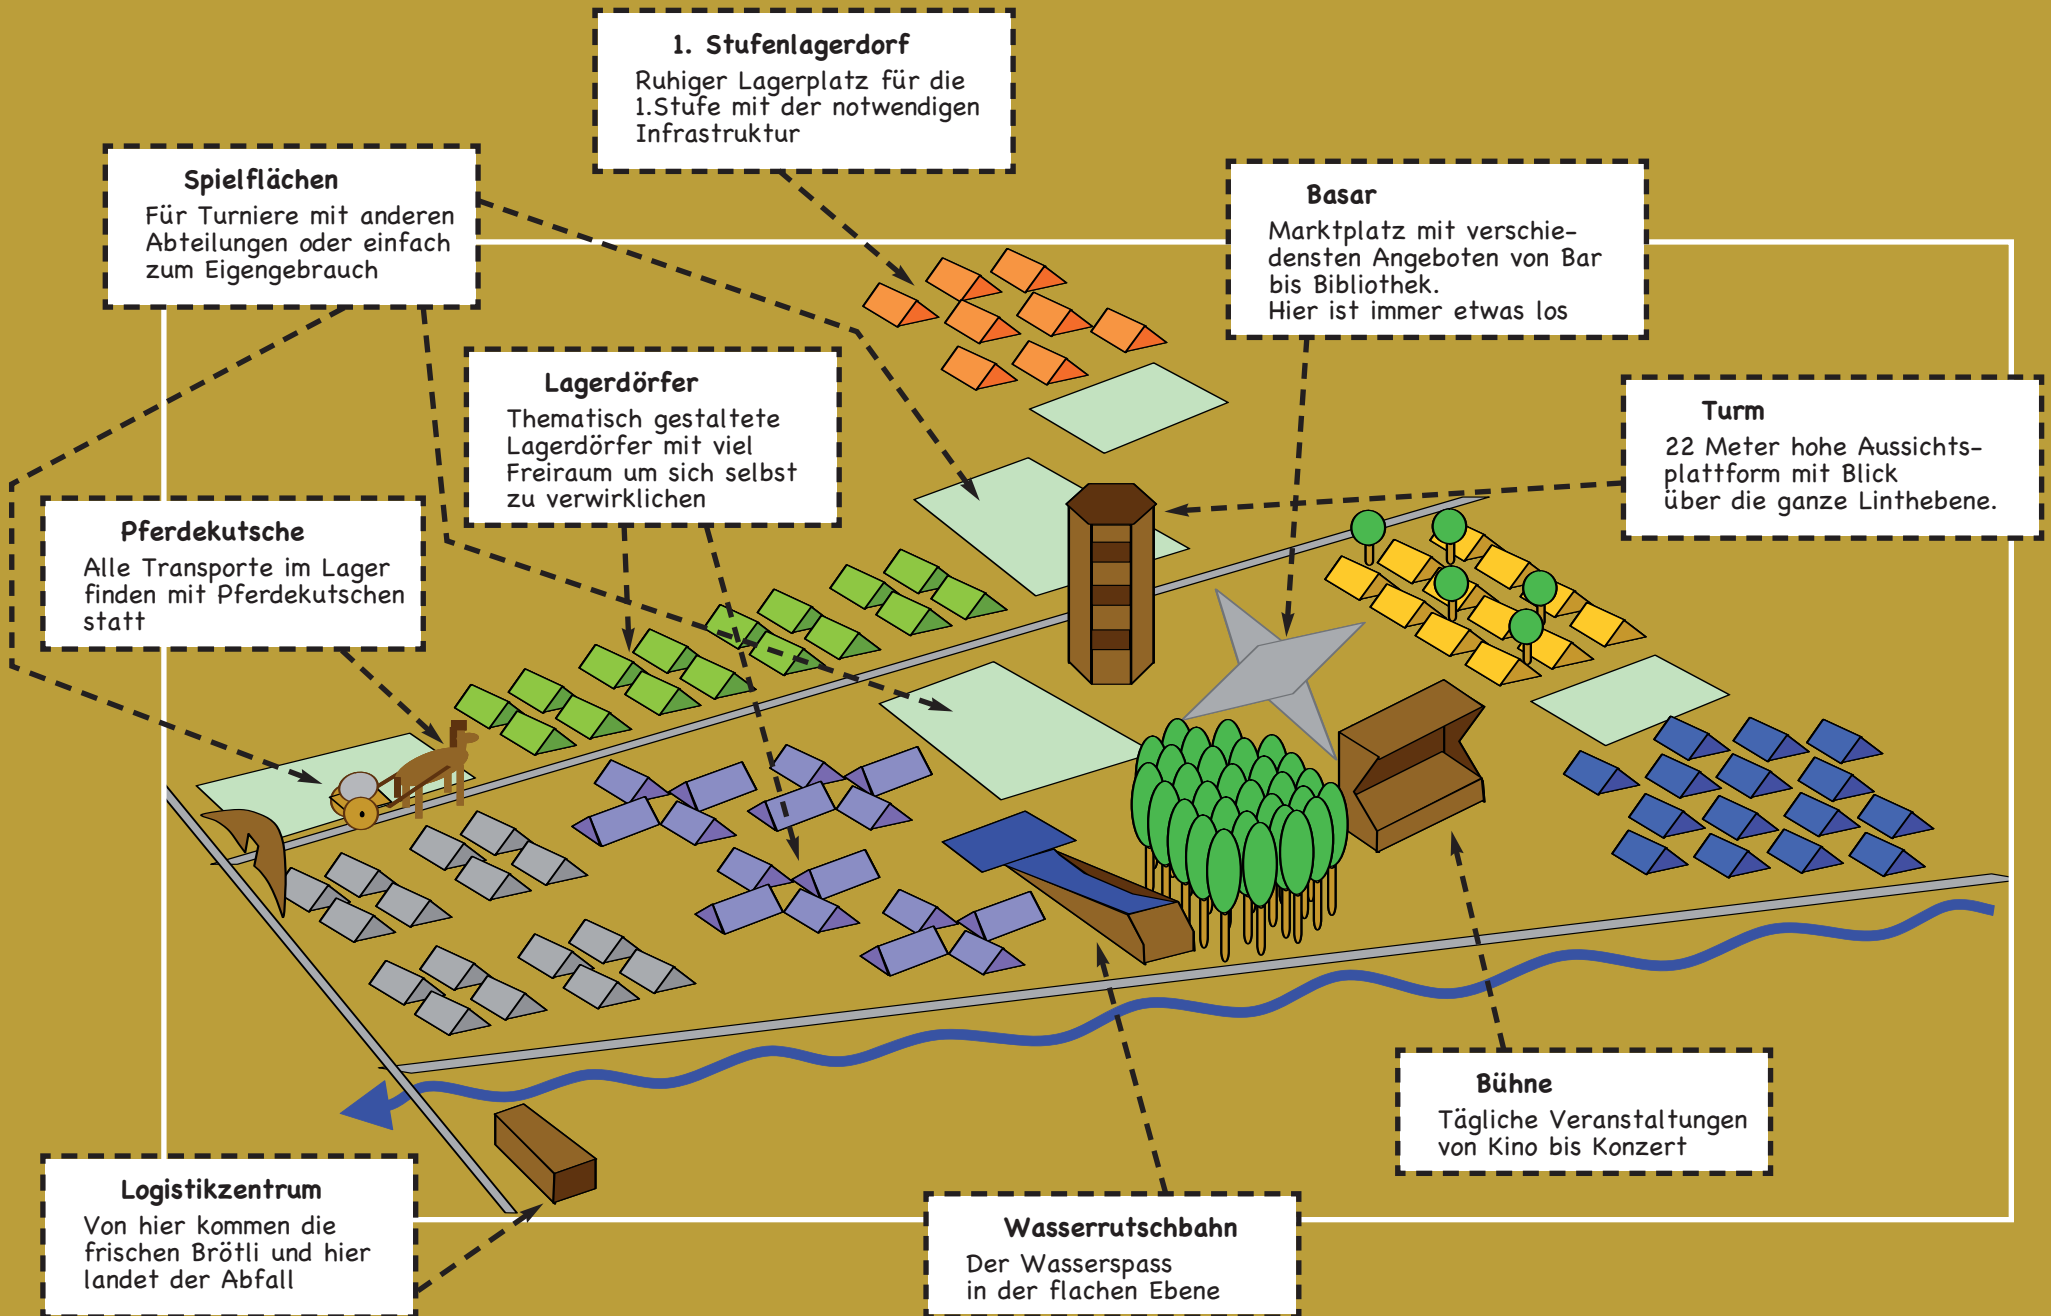 1. Stufenlagerdorf
Ruhiger Lagerplatz für die
1.Stufe mit der notwendigen
Infrastruktur
Spielflächen
Für Turniere mit anderen
Abteilungen oder einfach
zum Eigengebrauch
Basar
Marktplatz mit verschie-
densten Angeboten von Bar
bis Bibliothek.
Hier ist immer etwas los
Lagerdörfer
Thematisch gestaltete
Lagerdörfer mit viel
Freiraum um sich selbst
zu verwirklichen
Turm
22 Meter hohe Aussichts-
plattform mit Blick
über die ganze Linthebene.
Pferdekutsche
Alle Transporte im Lager
finden mit Pferdekutschen
statt
Bühne
Tägliche Veranstaltungen
von Kino bis Konzert
Logistikzentrum
Von hier kommen die
frischen Brötli und hier
landet der Abfall
Wasserrutschbahn
Der Wasserspass
in der flachen Ebene